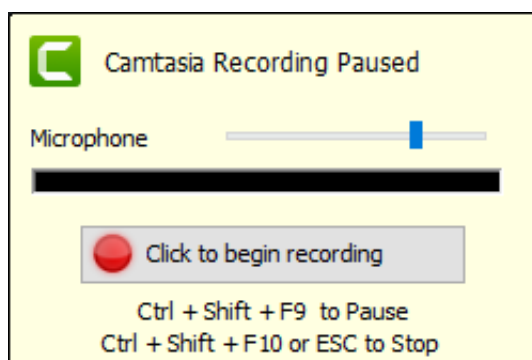 Camtasia Recording Paused
Microphone
Click to begin recording
Ctrl + Shift + F9 to Pause
Ctrl + Shift + F10 or ESC to Stop